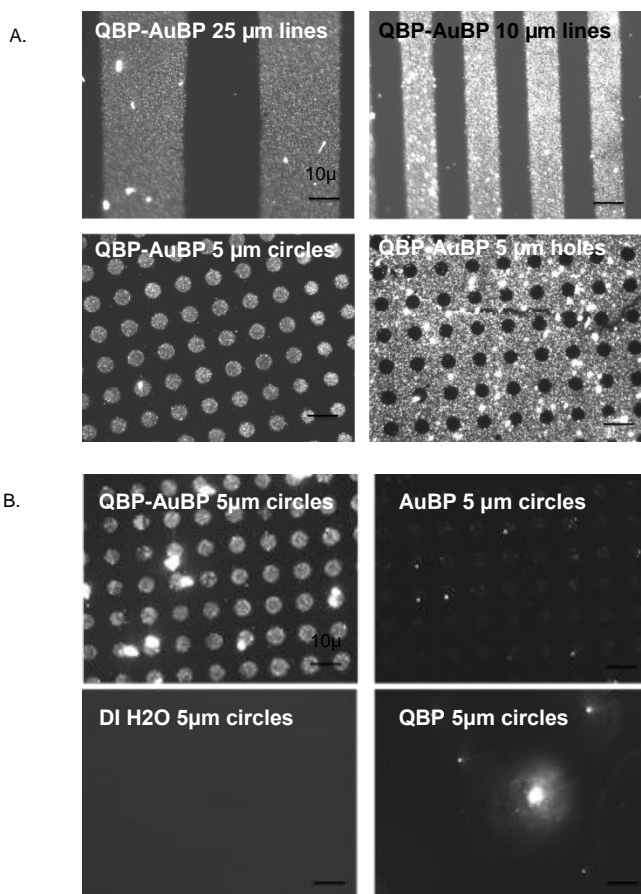 A.
QBP-AuBP 25 µm lines
10µ
QBP-AuBP 10 µm lines
QBP-AuBP 5 µm circles
QBP-AuBP 5 µm holes
B.
QBP-AuBP 5µm circles
10µ
AuBP 5 µm circles
DI H2O 5µm circles
QBP 5µm circles